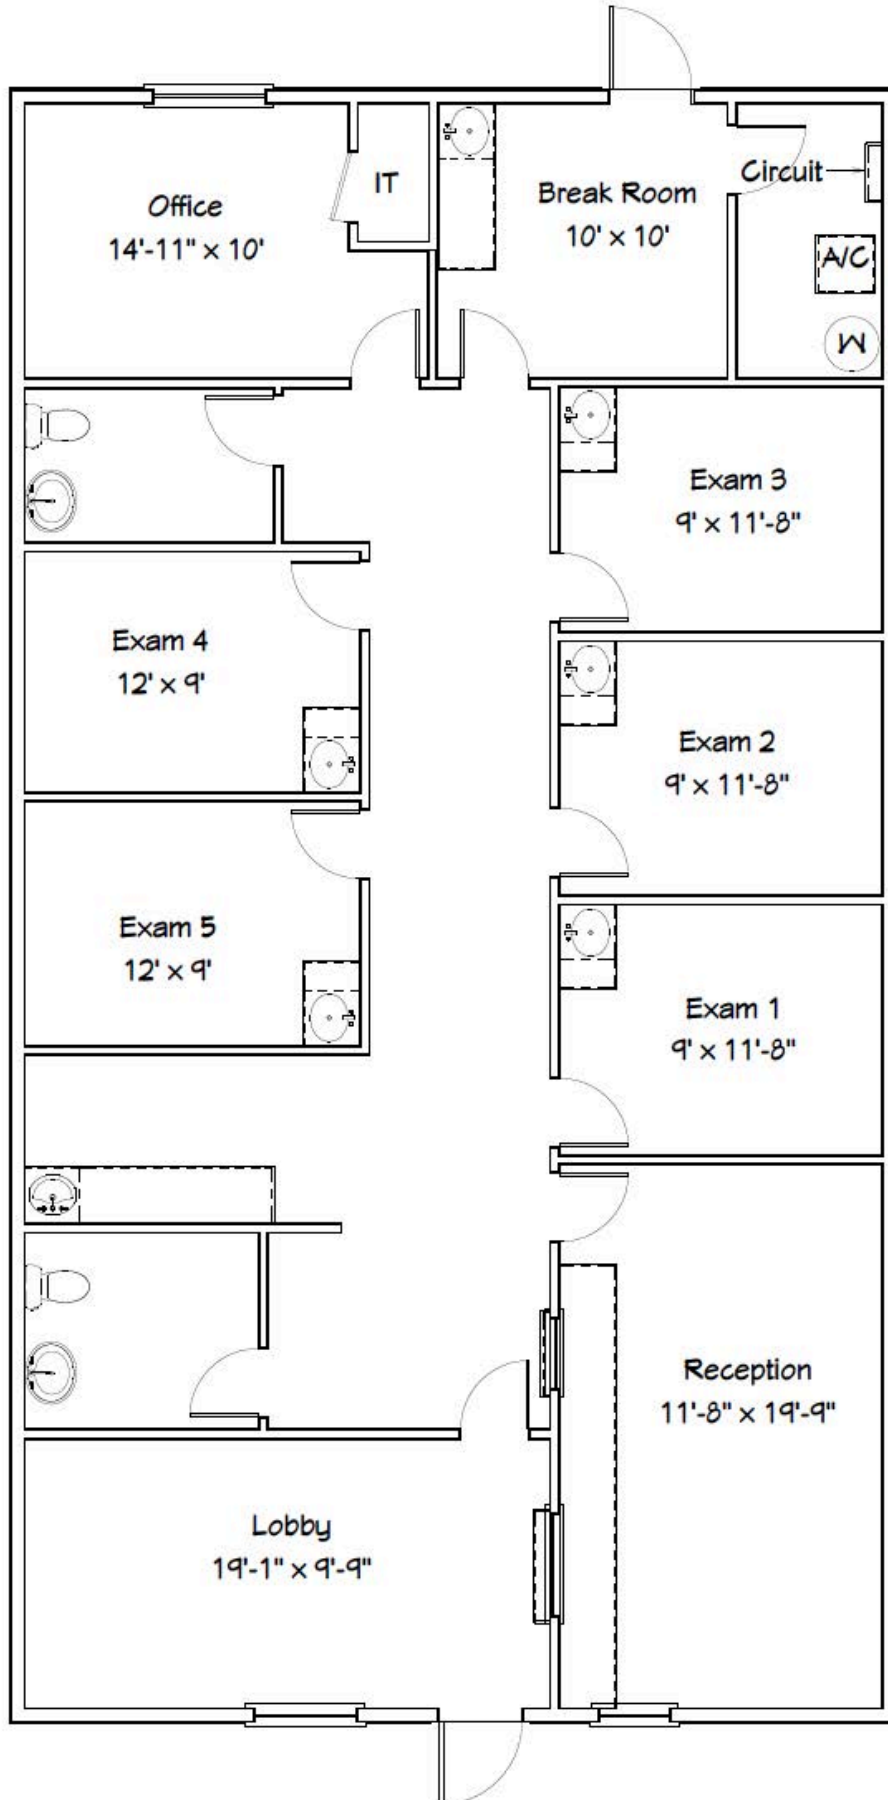 Office
14'-11" x 10'
IT
Break Room
10' x 10'
Circuit
A/C
W
Exam 3
9' x 11'-8"
Exam 4
12' x 9'
Exam 2
9' x 11'-8"
Exam 5
12' x 9'
Exam 1
9' x 11'-8"
Reception
11'-8" x 19'-9"
Lobby
19'-1" x 9'-9"